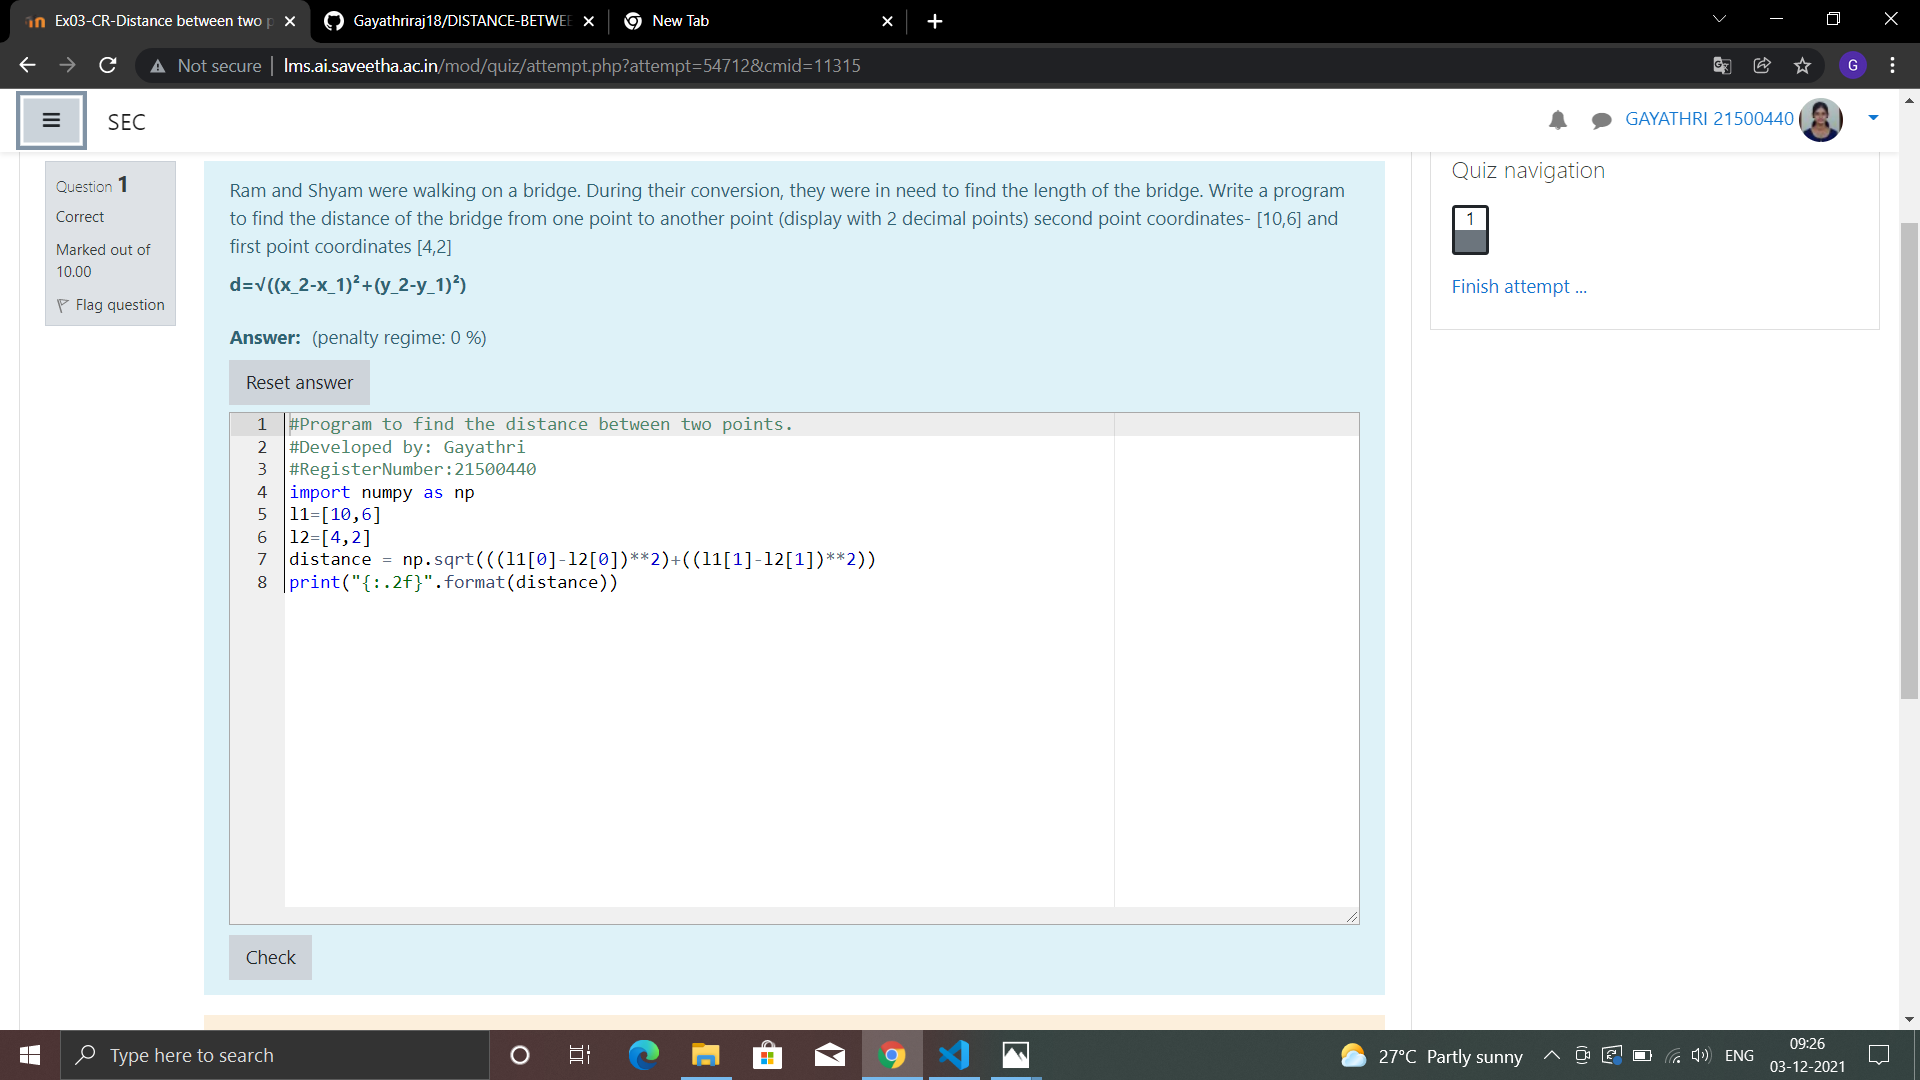 Ex03-CR-Distance between two p
Gayathriraj18/DISTANCE-BETWEE
New Tab
Not secure
lms.ai.saveetha.ac.in/mod/quiz/attempt.php?attempt=54712&cmid=11315
G
SEC
GAYATHRI 21500440
Question 1
Correct
Marked out of
10.00
Flag question
Ram and Shyam were walking on a bridge. During their conversion, they were in need to find the length of the bridge. Write a program
to find the distance of the bridge from one point to another point (display with 2 decimal points) second point coordinates- [10,6] and
first point coordinates [4,2]
d=√((x_2-x_1)²+(y_2-y_1)²)
Answer: (penalty regime: 0 %)
Reset answer
1 #Program to find the distance between two points.
2 #Developed by: Gayathri
3 #RegisterNumber:21500440
4 import numpy as np
5 l1=[10,6]
6 l2=[4,2]
7 distance = np.sqrt(((l1[0]-l2[0])**2)+((l1[1]-l2[1])**2))
8 print("{:.2f}".format(distance))
Check
Quiz navigation
1
Finish attempt ...
Type here to search
27°C Partly sunny
ENG
09:26
03-12-2021